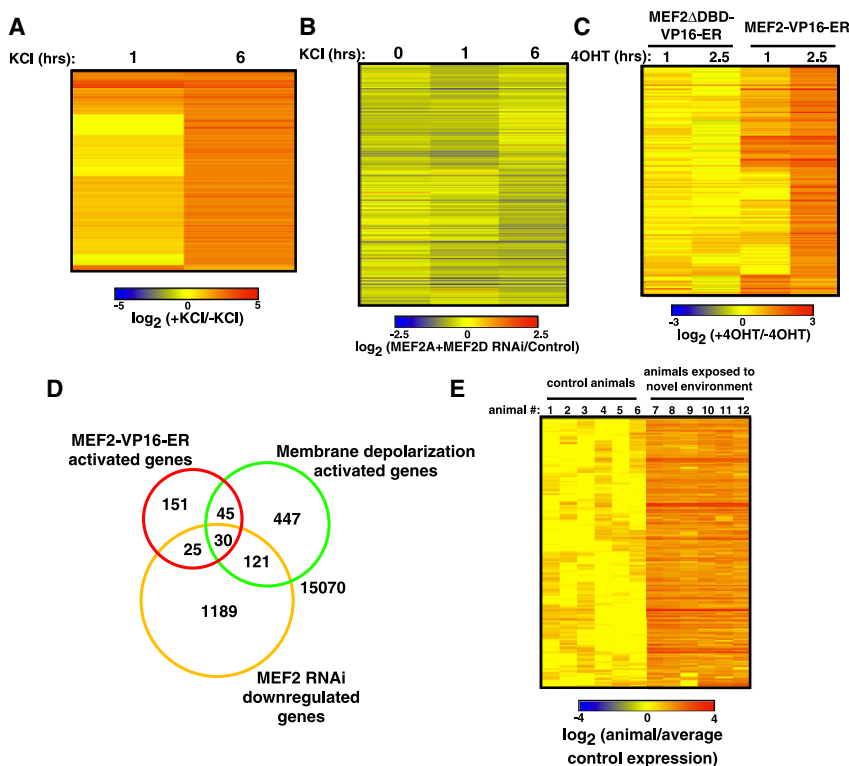 A
KCl (hrs): 1 6
-5 0 5
log2 (+KCl/-KCl)
B
KCl (hrs): 0 1 6
-2.5 0 2.5
log2 (MEF2A+MEF2D RNAi/Control)
C
MEF2ΔDBD-
VP16-ER
MEF2-VP16-ER
4OHT (hrs): 1 2.5 1 2.5
-3 0 3
log2 (+4OHT/-4OHT)
D
MEF2-VP16-ER
activated genes
Membrane depolarization
activated genes
151 45 447
25 30 121
15070
1189
MEF2 RNAi
downregulated
genes
E
control animals
animals exposed to
novel environment
animal #: 1 2 3 4 5 6 7 8 9 10 11 12
-4 0 4
log2 (animal/average
control expression)